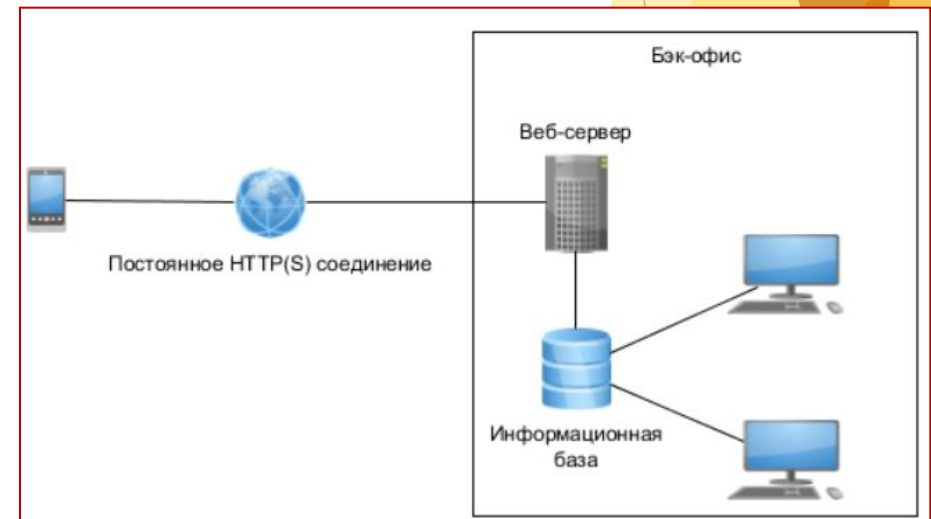 Бэк-офис
Веб-сервер
Постоянное HTTP(S) соединение
Информационная
база